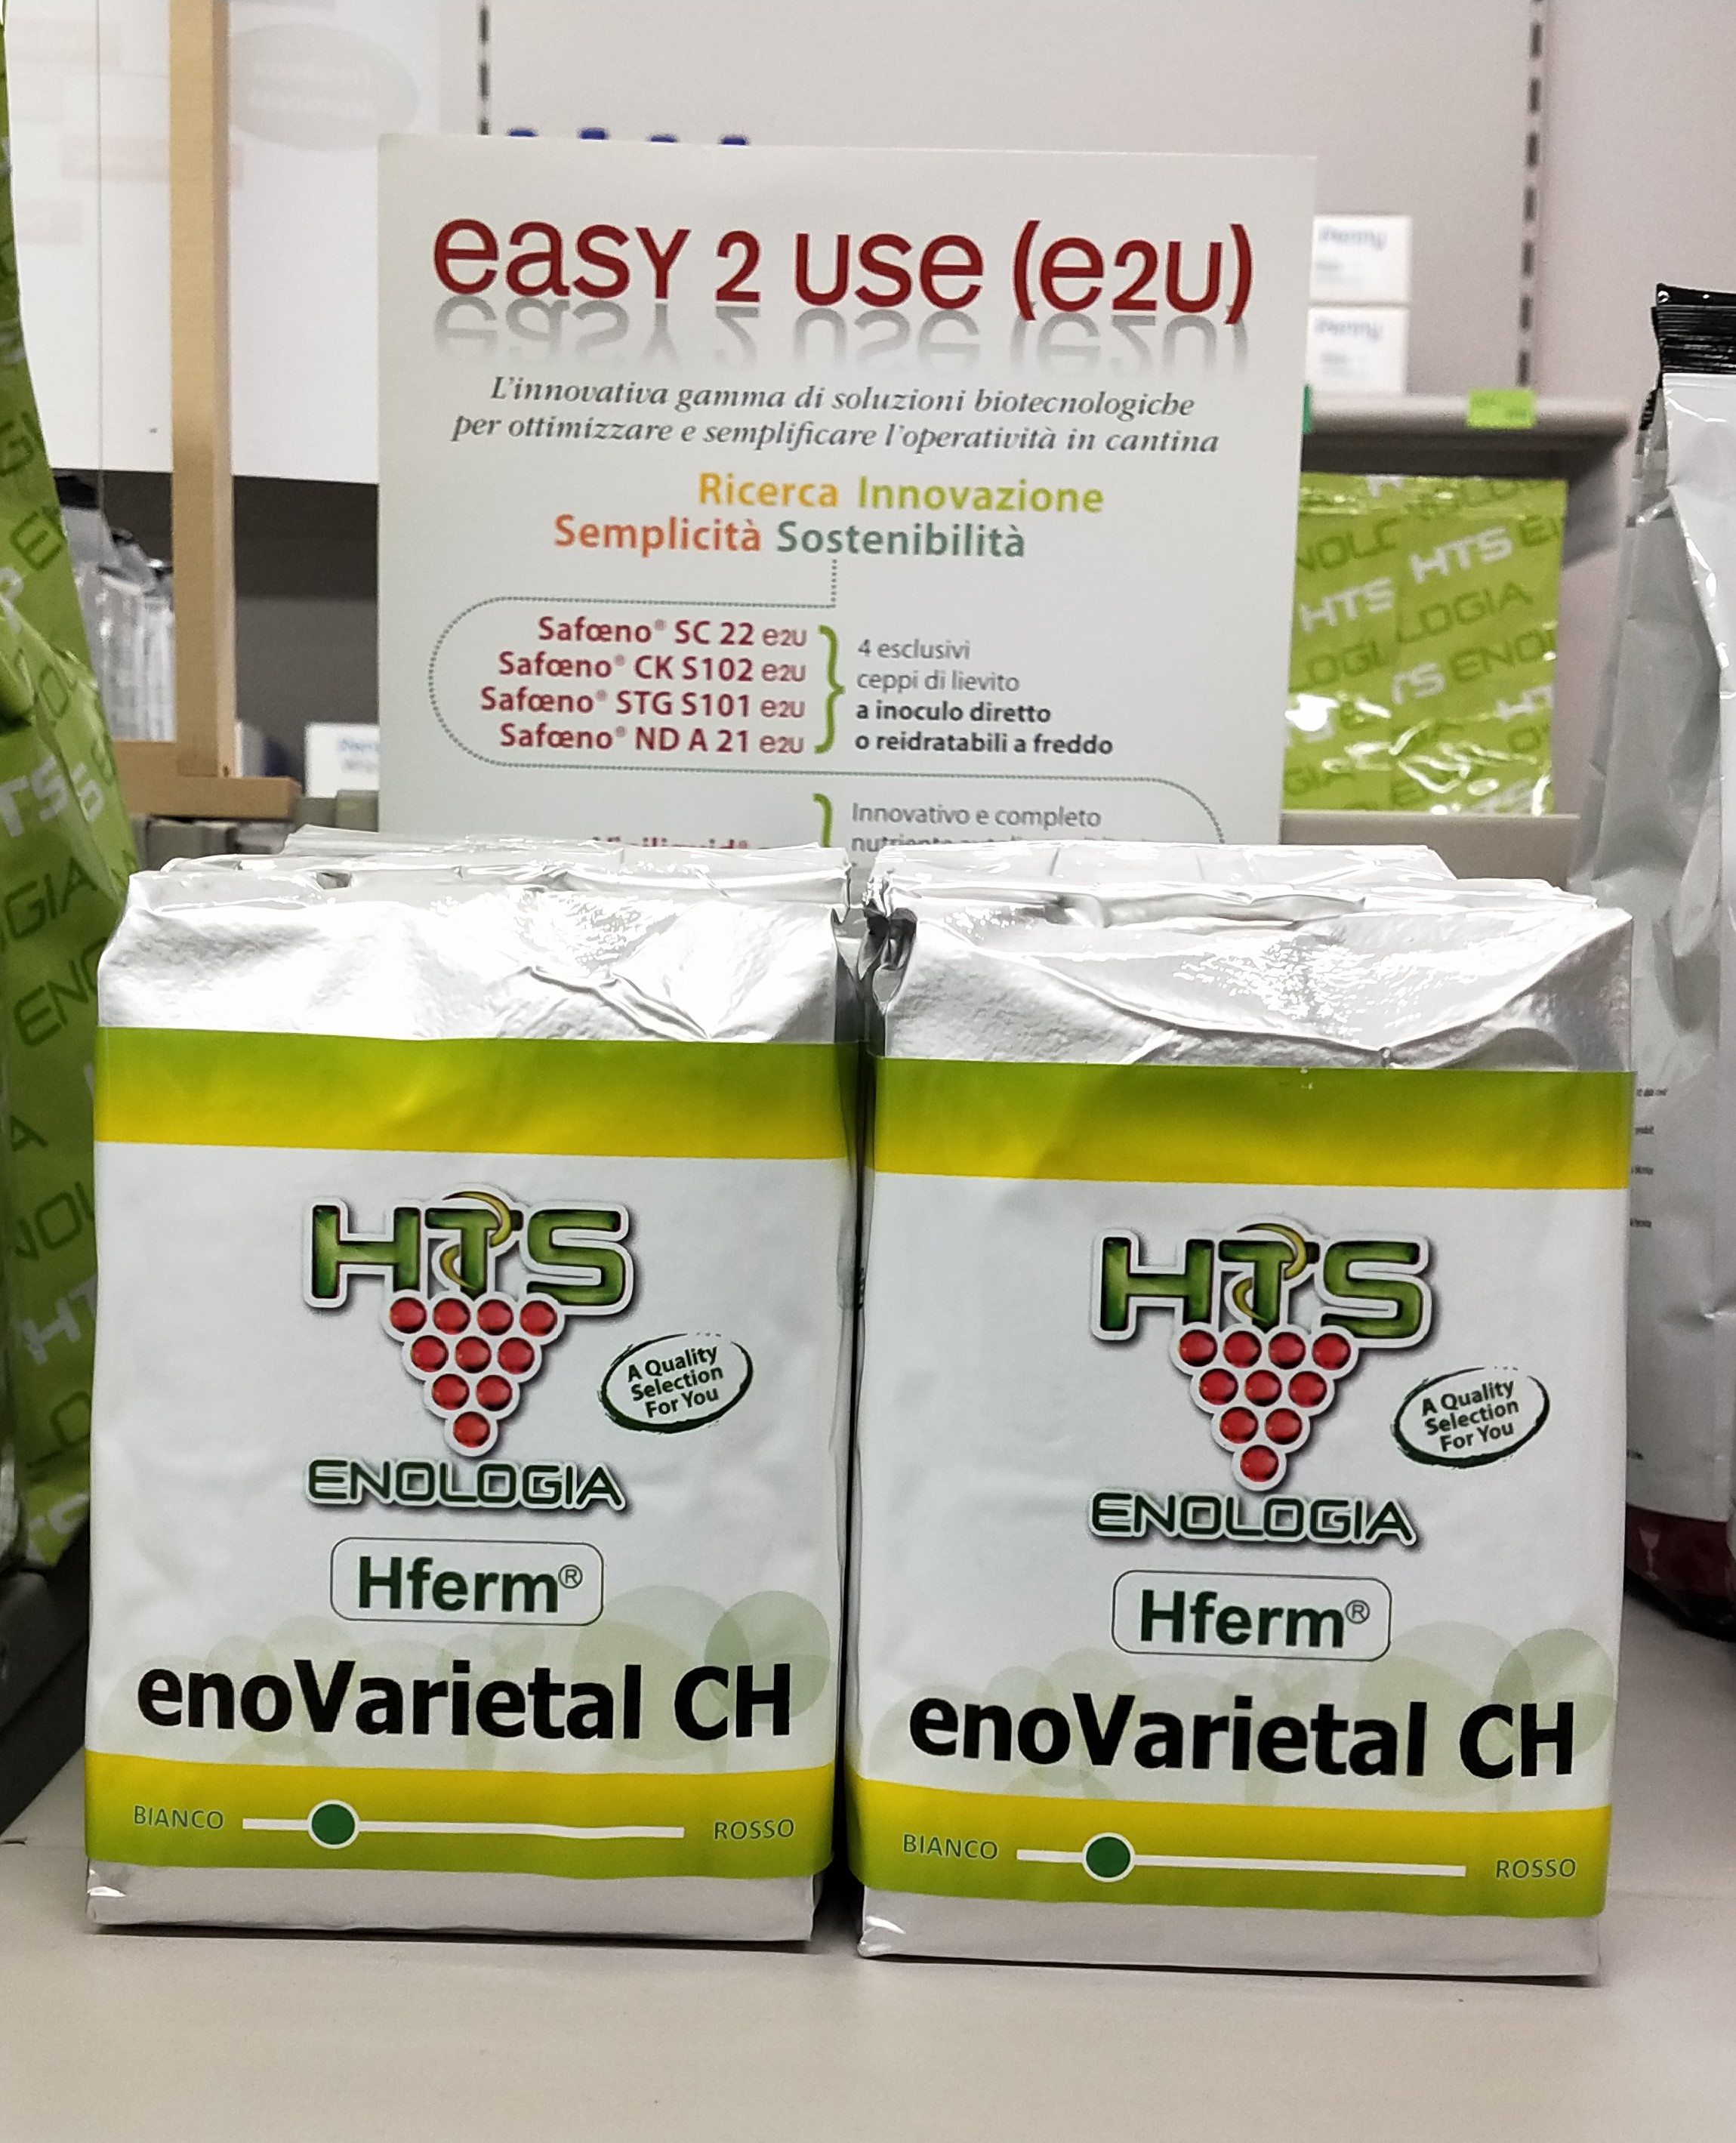 easy 2 use (e2u)
L'innovativa gamma di soluzioni biotecnologiche
per ottimizzare e semplificare l'operatività in cantina
Ricerca Innovazione
Semplicità Sostenibilità
Safœno® SC 22 e2u
Safœno® CK S102 e2u
Safœno® STG S101 e2u
Safœno® ND A 21 e2u
4 esclusivi
ceppi di lievito
a inoculo diretto
o reidratabili a freddo
Innovativo e completo
HTS
ENOLOGIA
A Quality
Selection
For You
Hferm®
enoVarietal CH
BIANCO
ROSSO
HTS
ENOLOGIA
A Quality
Selection
For You
Hferm®
enoVarietal CH
BIANCO
ROSSO
HTS
HTS